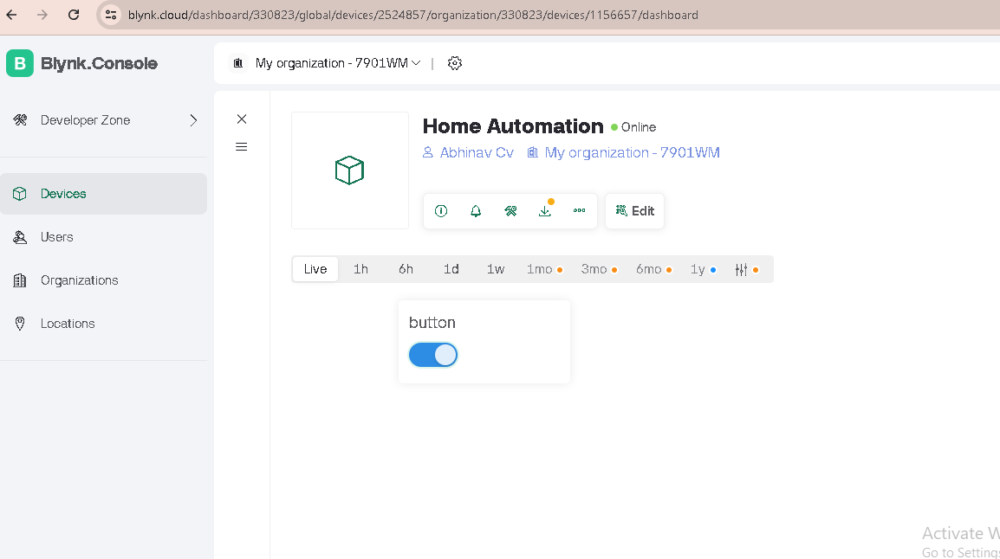 blynk.cloud/dashboard/330823/global/devices/2524857/organization/330823/devices/1156657/dashboard
B Blynk.Console
My organization - 7901WM
Developer Zone
Devices
Users
Organizations
Locations
Home Automation Online
Abhinav Cv My organization - 7901WM
Edit
Live 1h 6h 1d 1w 1mo 3mo 6mo 1y
button
Activate W
Go to Settings